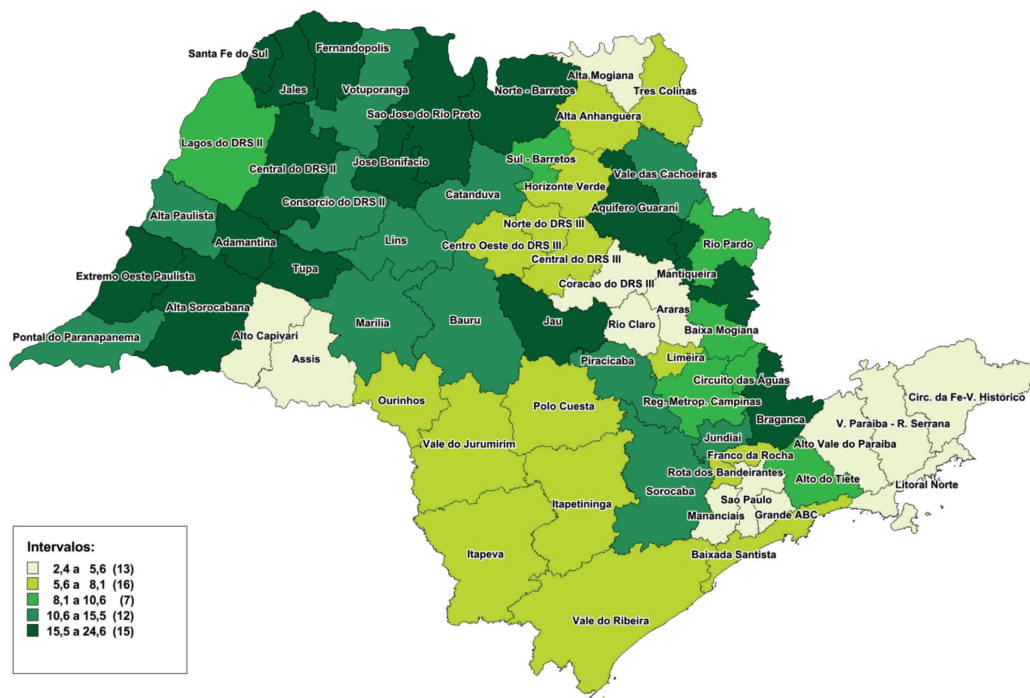 Santa Fe do Sul
Fernandopolis
Jales
Votuporanga
Norte - Barretos
Alta Mogiana
Tres Colinas
Sao Jose do Rio Preto
Alta Anhanguera
Lagos do DRS II
Central do DRS II
Jose Bonifacio
Sul - Barretos
Vale das Cachoeiras
Horizonte Verde
Catanduva
Consorcio do DRS II
Aquifero Guarani
Alta Paulista
Norte do DRS III
Adamantina
Lins
Centro Oeste do DRS III
Rio Pardo
Central do DRS III
Extremo Oeste Paulista
Tupa
Mantiqueira
Coracao do DRS III
Alta Sorocabana
Araras
Pontal do Paranapanema
Alto Capivari
Marilia
Bauru
Jau
Rio Claro
Baixa Mogiana
Assis
Piracicaba
Limeira
Circuito das Águas
Ourinhos
Polo Cuesta
Reg. Metrop. Campinas
Circ. da Fe-V. Histórico
Braganca
V. Paraiba - R. Serrana
Vale do Jurumirim
Jundiai
Alto Vale do Paraiba
Franco da Rocha
Rota dos Bandeirantes
Alto do Tiete
Sorocaba
Litoral Norte
Itapetininga
Sao Paulo
Mananciais
Grande ABC
Itapeva
Baixada Santista
Vale do Ribeira
Intervalos:
2,4 a 5,6 (13)
5,6 a 8,1 (16)
8,1 a 10,6 (7)
10,6 a 15,5 (12)
15,5 a 24,6 (15)